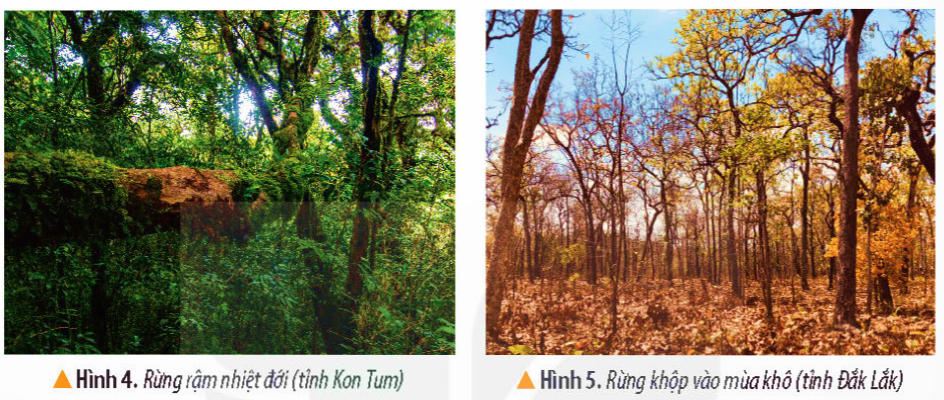 ▲ Hình 4. Rừng rậm nhiệt đới (tỉnh Kon Tum)
▲ Hình 5. Rừng khộp vào mùa khô (tỉnh Đắk Lắk)